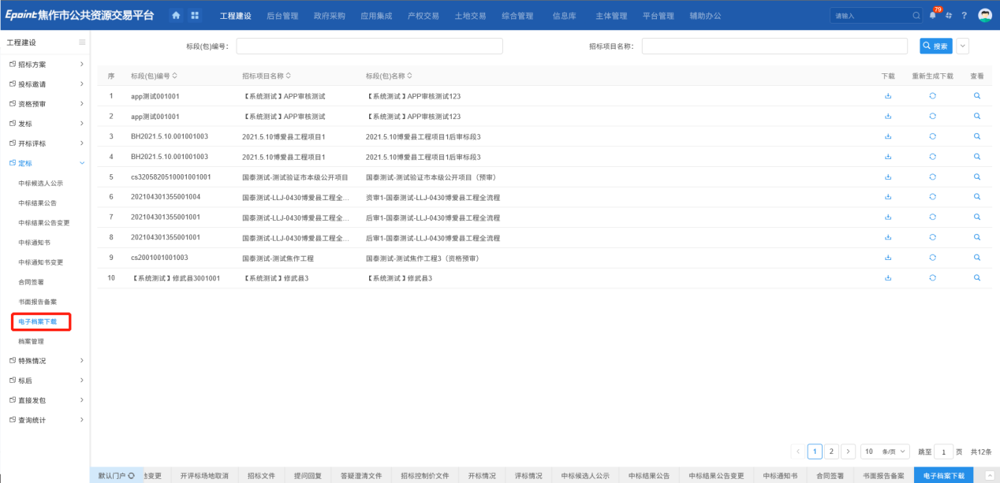 Epoint焦作市公共资源交易平台 工程建设 后台管理 政府采购 应用集成 产权交易 土地交易 综合管理 信息库 主体管理 平台管理 辅助办公 请输入 79 ?
工程建设
招标方案
投标邀请
资格预审
发标
开标评标
定标
中标候选人公示
中标结果公告
中标结果公告变更
中标通知书
中标通知书变更
合同签署
书面报告备案
电子档案下载
档案管理
特殊情况
标后
直接发包
查询统计
标段(包)编号： 招标项目名称： 搜索
序 标段(包)编号 招标项目名称 标段(包)名称 下载 重新生成下载 查看
1 app测试001001 【系统测试】APP审核测试 【系统测试】APP审核测试123
2 app测试001001 【系统测试】APP审核测试 【系统测试】APP审核测试123
3 BH2021.5.10.001001003 2021.5.10博爱县工程项目1 2021.5.10博爱县工程项目1后审标段3
4 BH2021.5.10.001001003 2021.5.10博爱县工程项目1 2021.5.10博爱县工程项目1后审标段3
5 cs3205820510001001001 国泰测试-测试验证市本级公开项目 国泰测试-测试验证市本级公开项目（预审）
6 202104301355001004 国泰测试-LLJ-0430博爱县工程全... 资审1-国泰测试-LLJ-0430博爱县工程全流程
7 202104301355001001 国泰测试-LLJ-0430博爱县工程全... 后审1-国泰测试-LLJ-0430博爱县工程全流程
8 202104301355001001 国泰测试-LLJ-0430博爱县工程全... 后审1-国泰测试-LLJ-0430博爱县工程全流程
9 cs2001001001003 国泰测试-测试焦作工程 国泰测试-测试焦作工程3（资格预审）
10 【系统测试】修武县3001001 【系统测试】修武县3 【系统测试】修武县3
1 2 10 条/页 跳至 1 页 共12条
默认门户 地变更 开评标场地取消 招标文件 提问回复 答疑澄清文件 招标控制价文件 开标情况 评标情况 中标候选人公示 中标结果公告 中标结果公告变更 中标通知书 合同签署 书面报告备案 电子档案下载